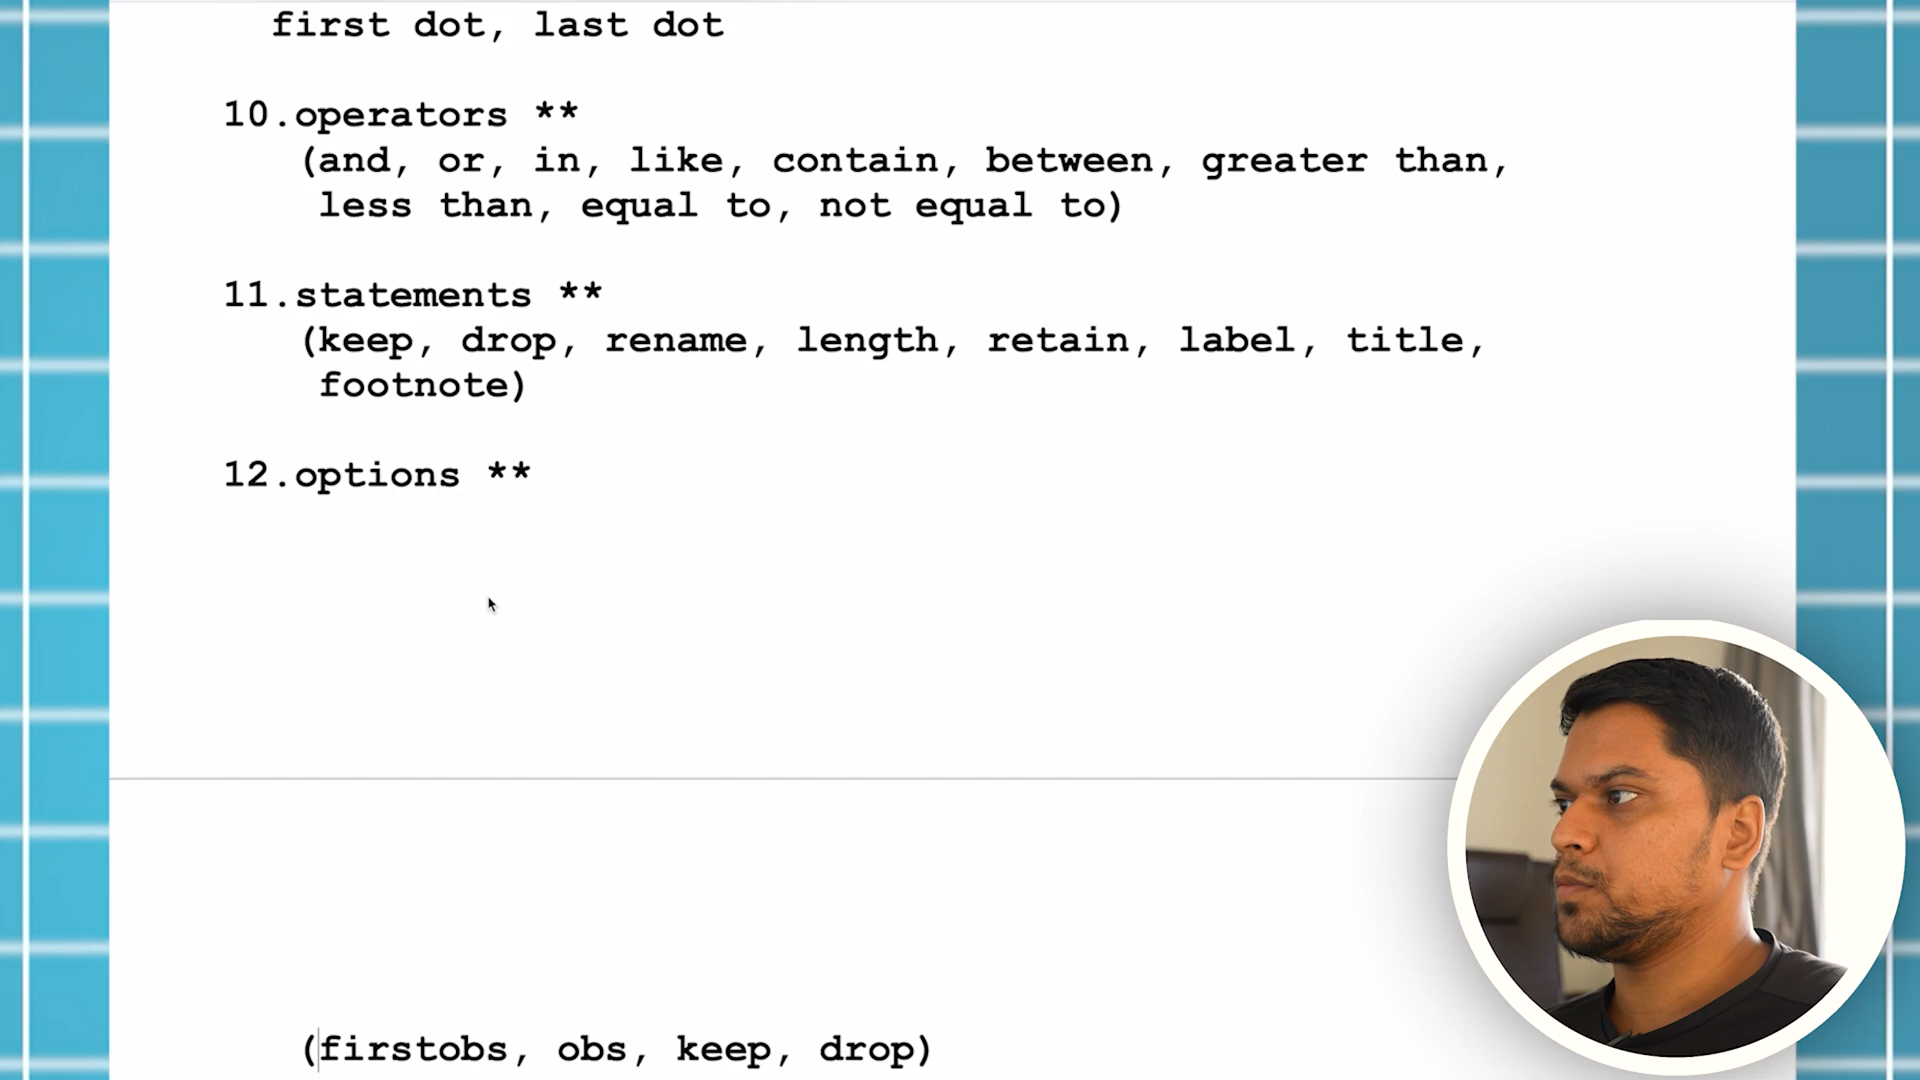 first dot, last dot
10.operators **
(and, or, in, like, contain, between, greater than,
less than, equal to, not equal to)
11.statements **
(keep, drop, rename, length, retain, label, title,
footnote)
12.options **
(firstobs, obs, keep, drop)